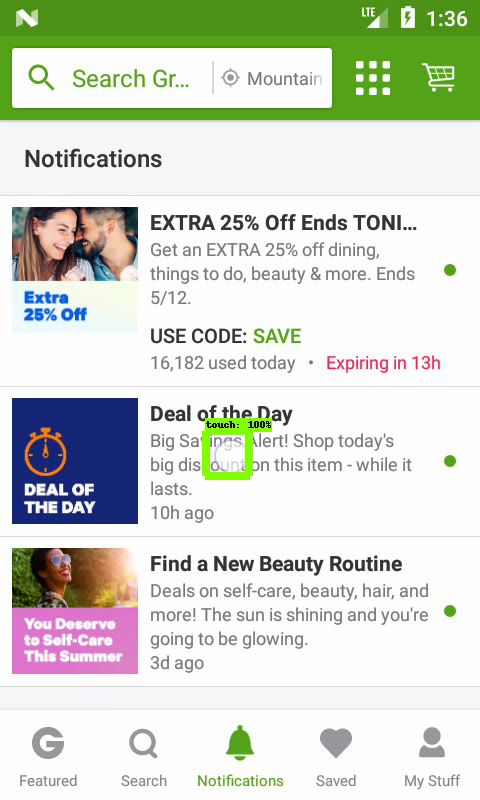 LTE
1:36
Search Gr...
Mountain
Notifications
EXTRA 25% Off Ends TONI...
Get an EXTRA 25% off dining,
things to do, beauty & more. Ends
5/12.
Extra
25% Off
USE CODE: SAVE
16,182 used today • Expiring in 13h
Deal of the Day
touch: 100%
Big Savings Alert! Shop today's
big discount on this item - while it
lasts.
10h ago
DEAL OF
THE DAY
Find a New Beauty Routine
Deals on self-care, beauty, hair, and
more! The sun is shining and you're
going to be glowing.
3d ago
You Deserve
to Self-Care
This Summer
Featured
Search
Notifications
Saved
My Stuff